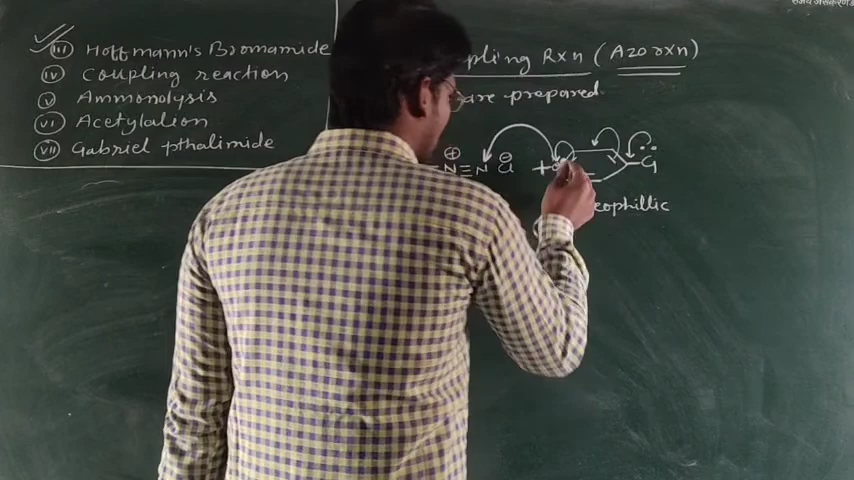 (iii) Hoffmann's Bromamide
(iv) Coupling reaction
(v) Ammonolysis
(vi) Acetylation
(vii) Gabriel pthalimide
pling Rxn (Azo rxn)
are prepared
N ≡ N Cl + H G
eophillic